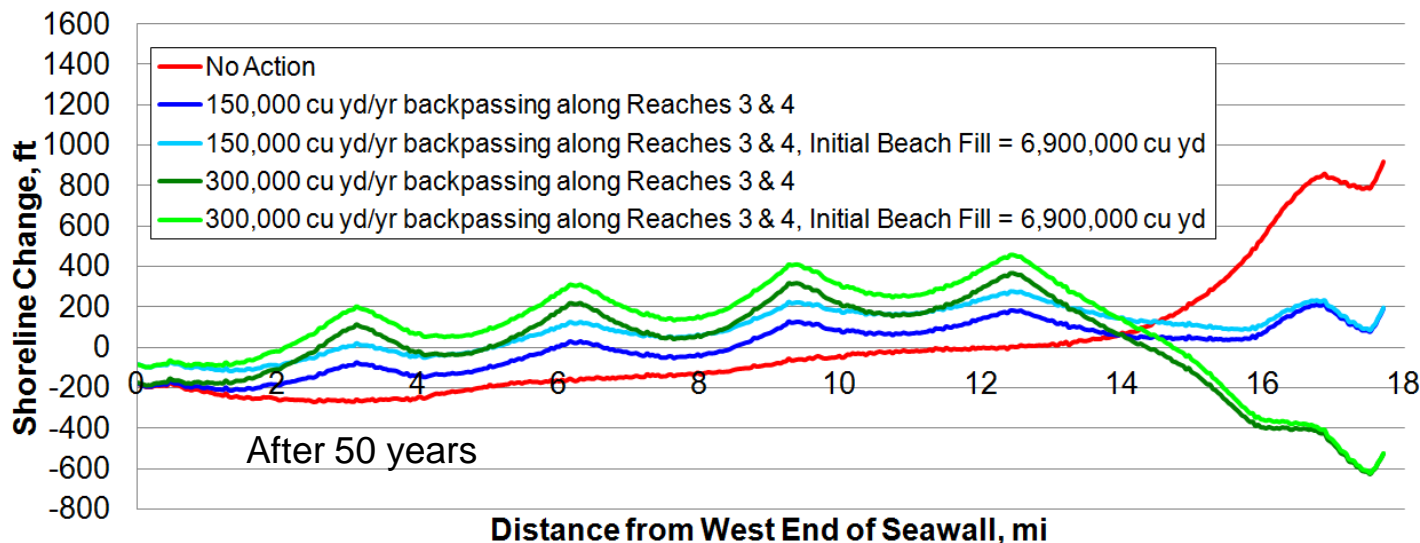 1600
1400
1200
1000
800
600
400
200
0
-200
-400
-600
-800
Shoreline Change, ft
No Action
150,000 cu yd/yr backpassing along Reaches 3 & 4
150,000 cu yd/yr backpassing along Reaches 3 & 4, Initial Beach Fill = 6,900,000 cu yd
300,000 cu yd/yr backpassing along Reaches 3 & 4
300,000 cu yd/yr backpassing along Reaches 3 & 4, Initial Beach Fill = 6,900,000 cu yd
0 2 4 6 8 10 12 14 16 18
After 50 years
Distance from West End of Seawall, mi